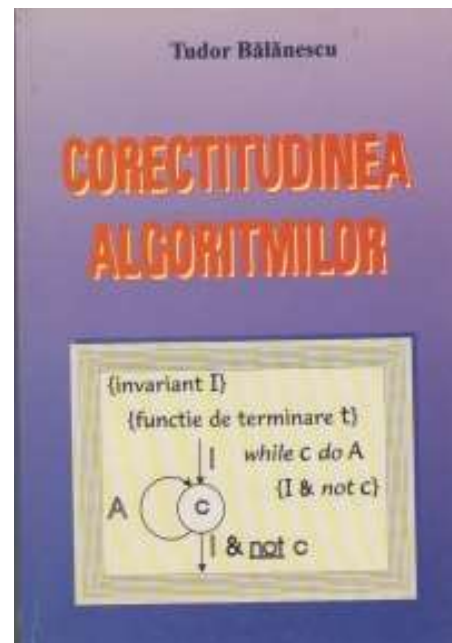 Tudor Bălănescu
CORECTITUDINEA
ALGORITMILOR
{invariant I}
{functie de terminare t}
I while c do A
{I & not c}
A c
I & not c